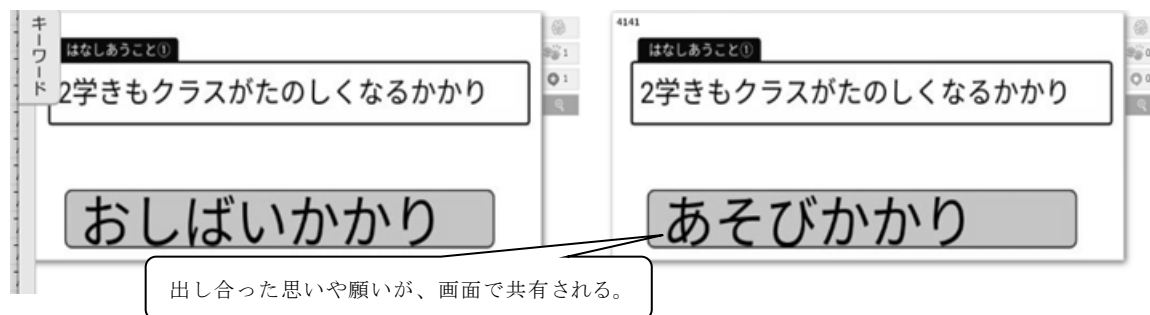 キーワード
はなしあうこと①
2学きもクラスがたのしくなるかかり
おしばいかかり
1
1
4141
はなしあうこと①
2学きもクラスがたのしくなるかかり
あそびかかり
0
0
出し合った思いや願いが、画面で共有される。